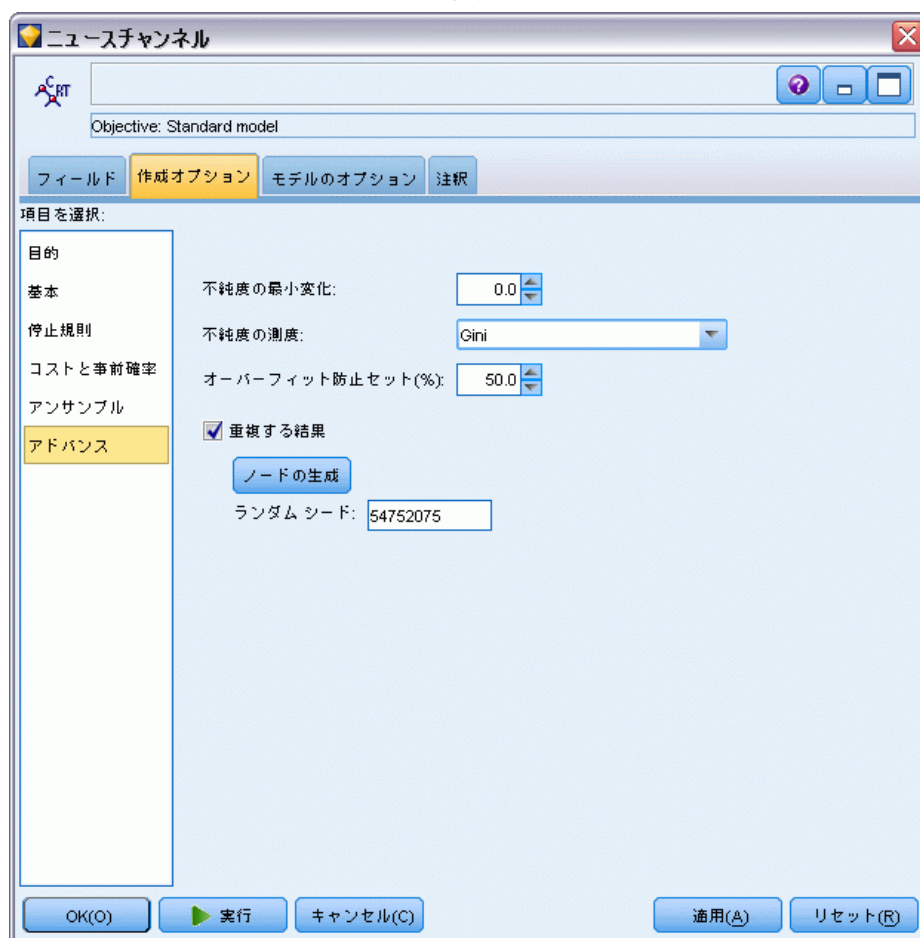 ニュースチャンネル
C RT
Objective: Standard model
フィールド 作成オプション モデルのオプション 注釈
項目を選択:
目的
基本
停止規則
コストと事前確率
アンサンブル
アドバンス
不純度の最小変化: 0.0
不純度の測度: Gini
オーバーフィット防止セット(%): 50.0
重複する結果
ノードの生成
ランダム シード: 54752075
OK(O) 実行 キャンセル(C) 適用(A) リセット(R)